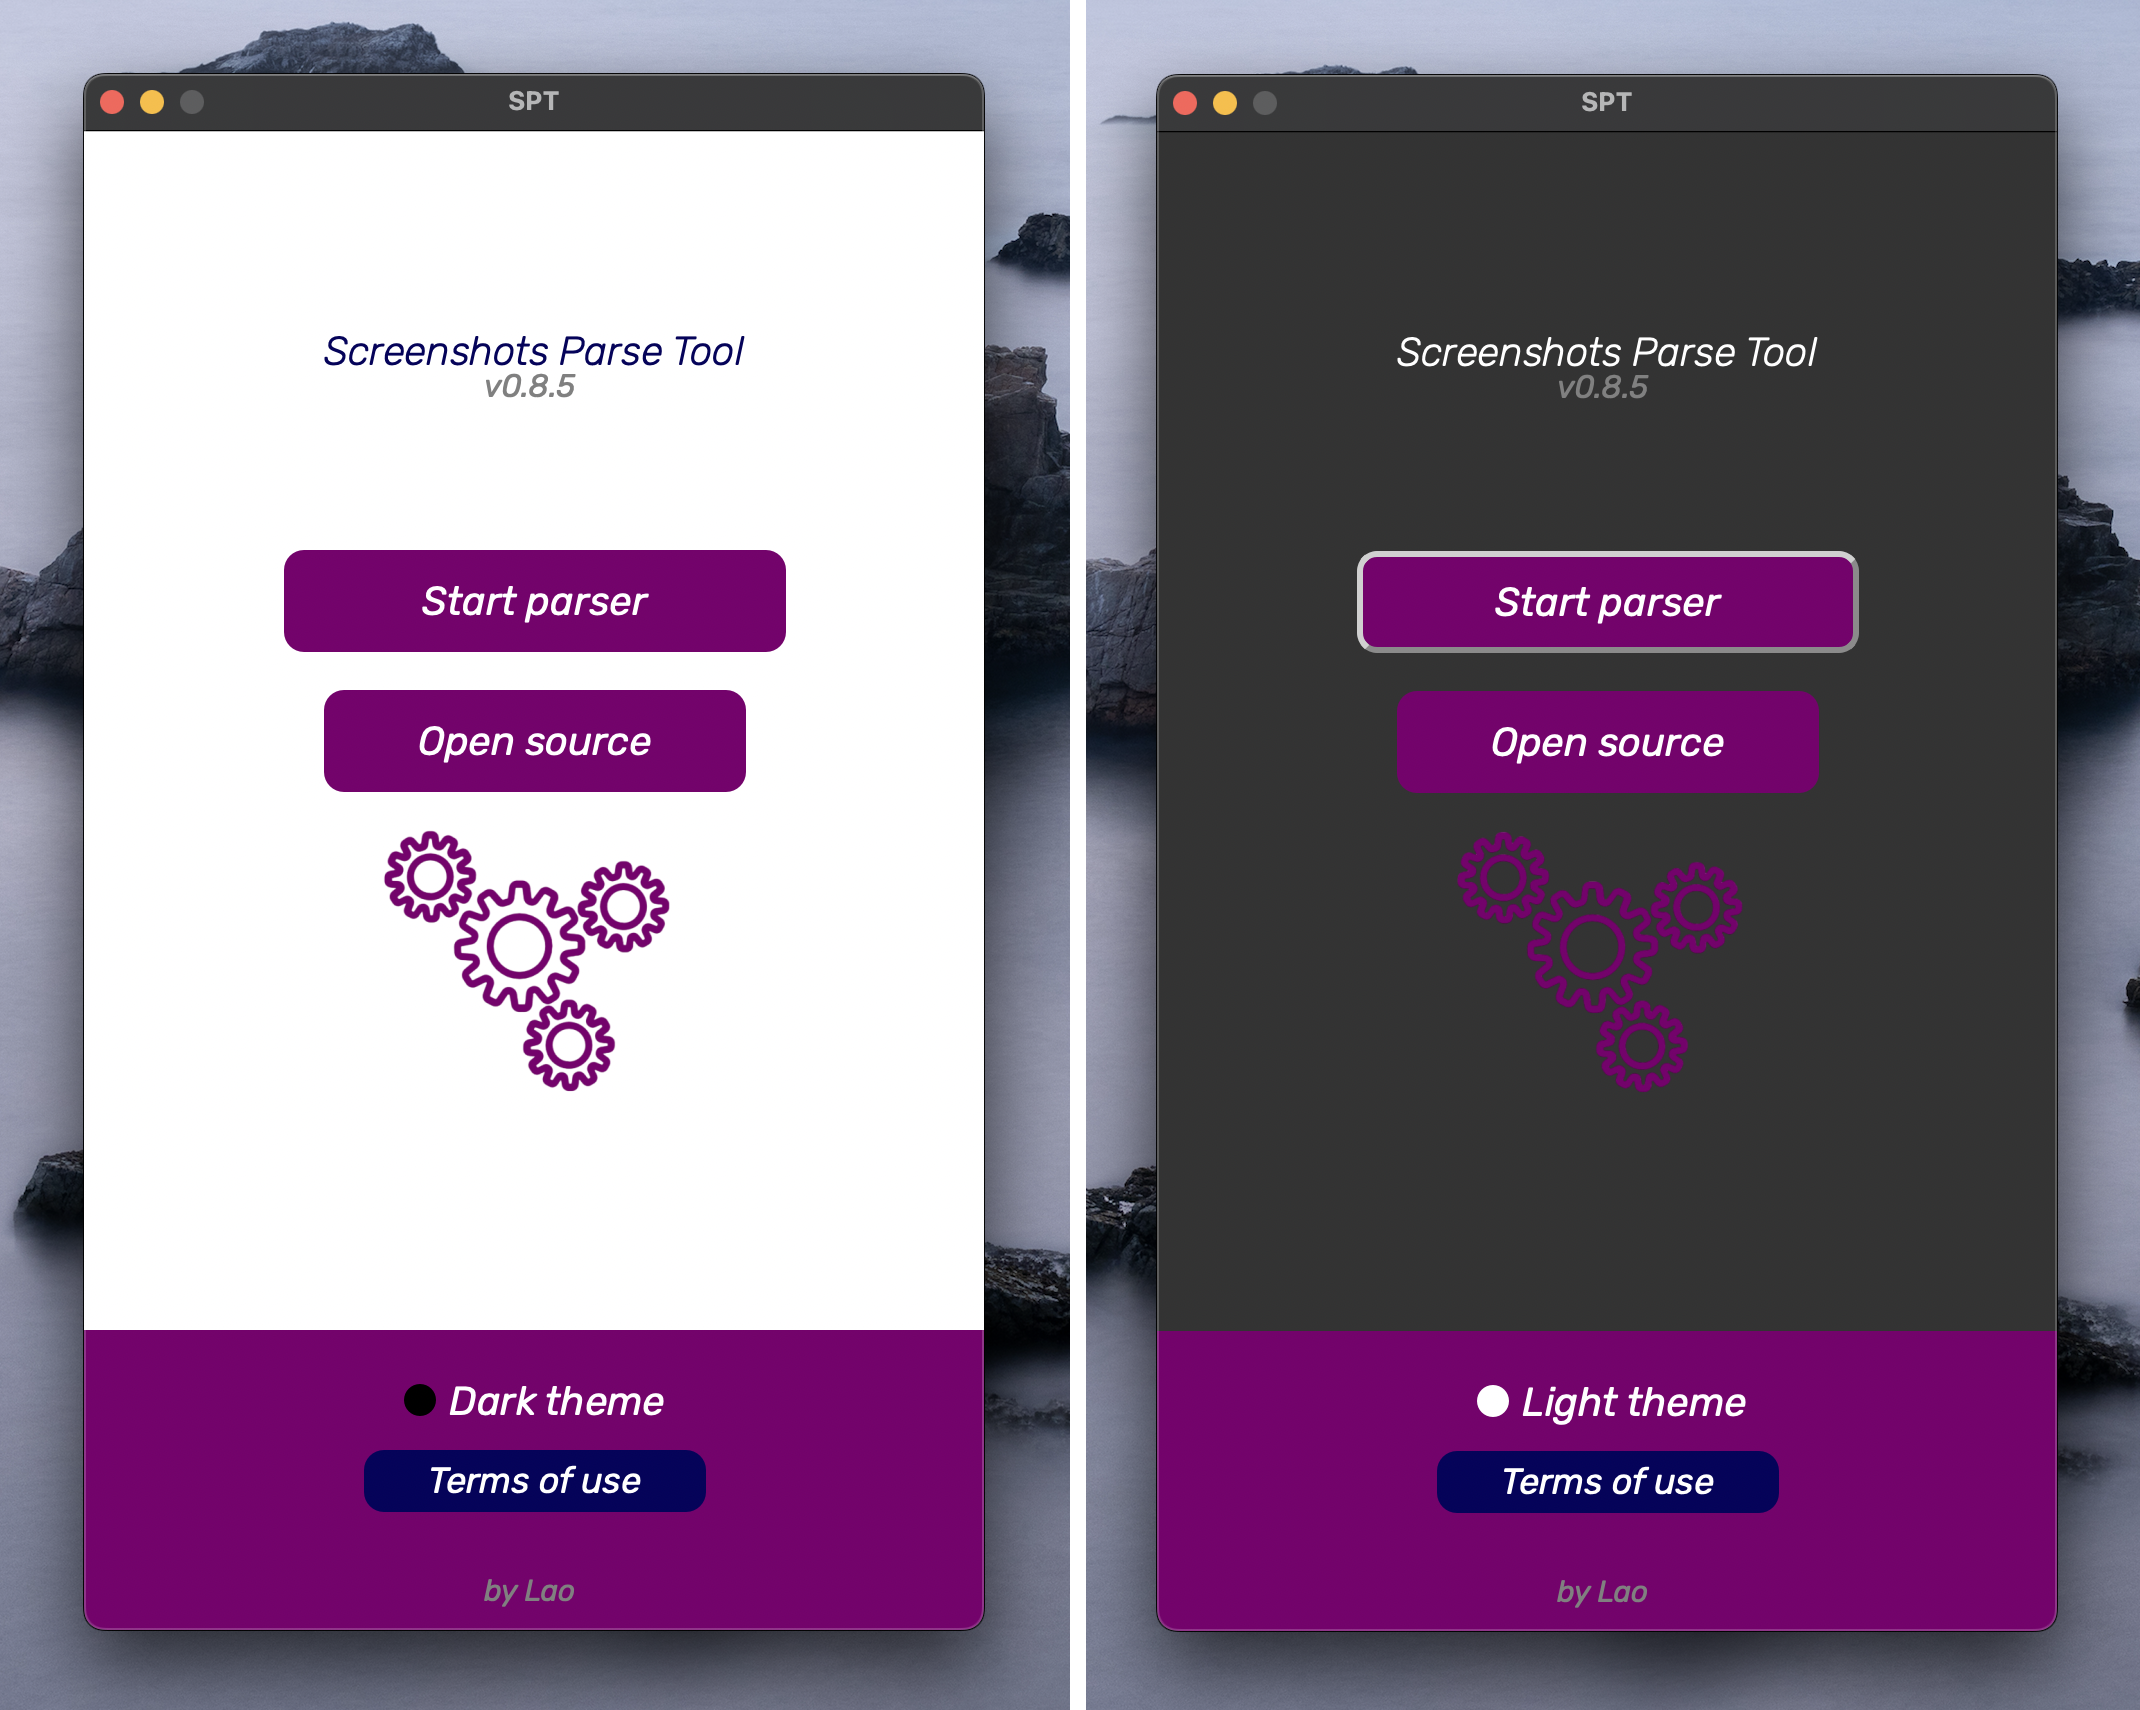 SPT
Screenshots Parse Tool
v0.8.5
Start parser
Open source
Dark theme
Terms of use
by Lao
SPT
Screenshots Parse Tool
v0.8.5
Start parser
Open source
Light theme
Terms of use
by Lao